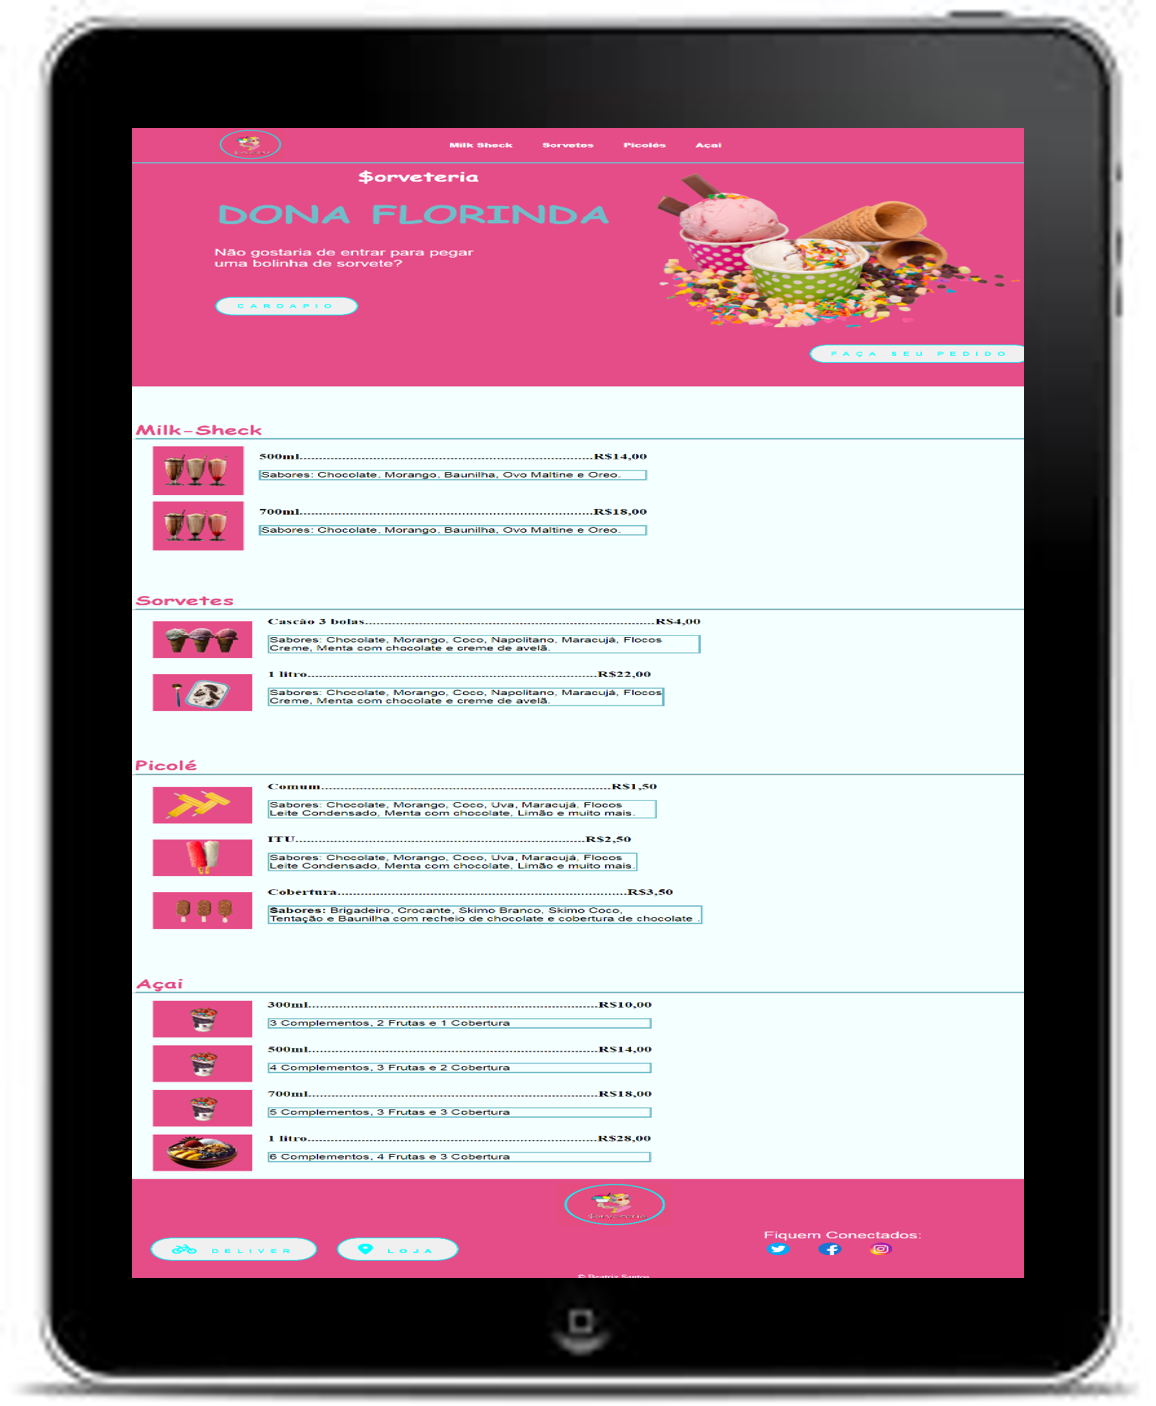 Milk Sheck Sorvetes Picolés Açai
$orveteria
DONA FLORINDA
Não gostaria de entrar para pegar
uma bolinha de sorvete?
CARDAPIO
FAÇA SEU PEDIDO
Milk-Sheck
500ml............................................................................R$14,00
Sabores: Chocolate, Morango, Baunilha, Ovo Maltine e Oreo.
700ml............................................................................R$18,00
Sabores: Chocolate, Morango, Baunilha, Ovo Maltine e Oreo.
Sorvetes
Cascão 3 bolas............................................................................R$4,00
Sabores: Chocolate, Morango, Coco, Napolitano, Maracujá, Flocos
Creme, Menta com chocolate e creme de avelã.
1 litro............................................................................R$22,00
Sabores: Chocolate, Morango, Coco, Napolitano, Maracujá, Flocos
Creme, Menta com chocolate e creme de avelã.
Picolé
Comum............................................................................R$1,50
Sabores: Chocolate, Morango, Coco, Uva, Maracujá, Flocos
Leite Condensado, Menta com chocolate, Limão e muito mais.
ITU............................................................................R$2,50
Sabores: Chocolate, Morango, Coco, Uva, Maracujá, Flocos
Leite Condensado, Menta com chocolate, Limão e muito mais.
Cobertura............................................................................R$3,50
Sabores: Brigadeiro, Crocante, Skimo Branco, Skimo Coco,
Tentação e Baunilha com recheio de chocolate e cobertura de chocolate .
Açai
300ml............................................................................R$10,00
3 Complementos, 2 Frutas e 1 Cobertura
500ml............................................................................R$14,00
4 Complementos, 3 Frutas e 2 Cobertura
700ml............................................................................R$18,00
5 Complementos, 3 Frutas e 3 Cobertura
1 litro............................................................................R$28,00
6 Complementos, 4 Frutas e 3 Cobertura
Fiquem Conectados:
DELIVER
LOJA
© Beatriz Santos